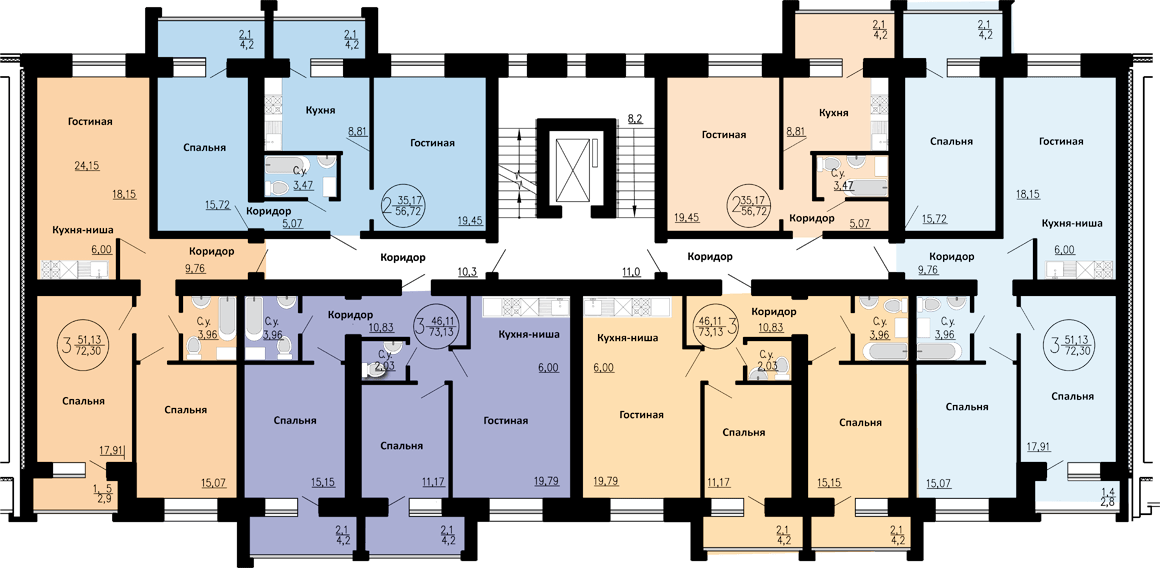 2,1
4,2
2,1
4,2
2,1
4,2
2,1
4,2
Гостиная
24,15
18,15
Кухня-ниша
6,00
Спальня
15,72
Кухня
8,81
С.у.
3,47
Коридор
5,07
Гостиная
2 35,17
56,72
19,45
8,2
Гостиная
2 35,17
56,72
19,45
Кухня
8,81
С.у.
3,47
Коридор
5,07
Спальня
15,72
Гостиная
18,15
Кухня-ниша
6,00
Коридор
9,76
Коридор
10,3
11,0
Коридор
Коридор
9,76
3 51,13
72,30
Спальня
17,91
1,5
2,9
С.у.
3,96
Спальня
15,07
С.у.
3,96
Коридор
10,83
3 46,11
73,13
С.у.
2,03
Спальня
15,15
Спальня
11,17
Кухня-ниша
6,00
Гостиная
19,79
2,1
4,2
2,1
4,2
Кухня-ниша
6,00
Гостиная
19,79
46,11 3
73,13
Коридор
10,83
С.у.
2,03
Спальня
11,17
С.у.
3,96
Спальня
15,15
2,1
4,2
2,1
4,2
С.у.
3,96
Спальня
15,07
3 51,13
72,30
Спальня
17,91
1,4
2,8